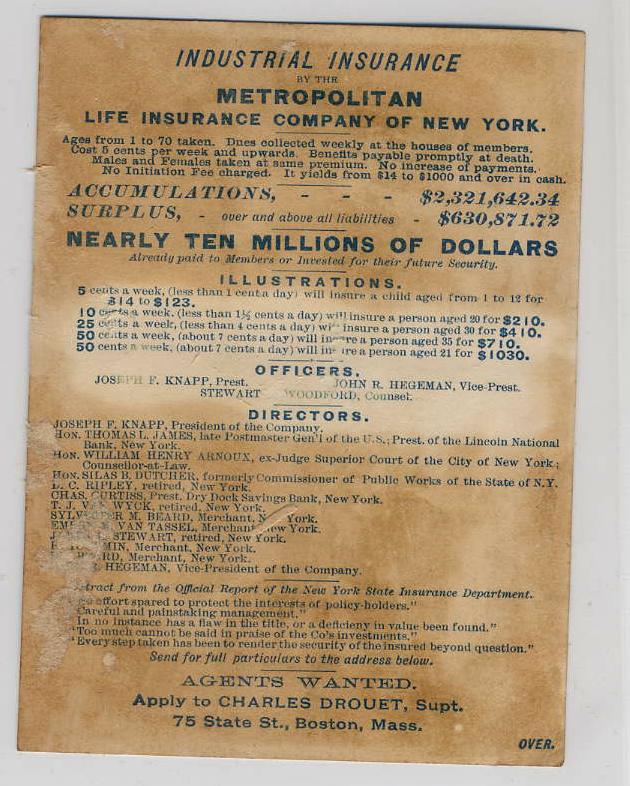 INDUSTRIAL INSURANCE
BY THE
METROPOLITAN
LIFE INSURANCE COMPANY OF NEW YORK.
Ages from 1 to 70 taken. Dues collected weekly at the houses of members.
Cost 5 cents per week and upwards. Benefits payable promptly at death.
Males and Females taken at same premium. No increase of payments.
No Initiation Fee charged. It yields from $14 to $1000 and over in cash.
ACCUMULATIONS, - - - $2,321,642.34
SURPLUS, - over and above all liabilities - $630,871.72
NEARLY TEN MILLIONS OF DOLLARS
Already paid to Members or Invested for their future Security.
ILLUSTRATIONS.
5 cents a week, (less than 1 cent a day) will insure a child aged from 1 to 12 for
$14 to $123.
10 cents a week, (less than 1½ cents a day) will insure a person aged 20 for $210.
25 cents a week, (less than 4 cents a day) will insure a person aged 30 for $410.
50 cents a week, (about 7 cents a day) will insure a person aged 35 for $710.
50 cents a week, (about 7 cents a day) will insure a person aged 21 for $1030.
OFFICERS.
JOSEPH F. KNAPP, Prest. JOHN R. HEGEMAN, Vice-Prest.
STEWART WOODFORD, Counsel.
DIRECTORS.
JOSEPH F. KNAPP, President of the Company.
HON. THOMAS L. JAMES, late Postmaster Gen'l of the U.S.; Prest. of the Lincoln National
Bank, New York.
HON. WILLIAM HENRY ARNOUX, ex-Judge Superior Court of the City of New York;
Counsellor-at-Law.
HON. SILAS B. DUTCHER, formerly Commissioner of Public Works of the State of N.Y.
D. C. RIPLEY, retired, New York.
CHAS. CURTISS, Prest. Dry Dock Savings Bank, New York.
T. J. VAN WYCK, retired, New York.
SYLVESTER M. BEARD, Merchant, New York.
VAN TASSEL, Merchant, New York.
STEWART, retired, New York.
Merchant, New York.
Merchant, New York.
HEGEMAN, Vice-President of the Company.
Extract from the Official Report of the New York State Insurance Department.
"No effort spared to protect the interests of policy-holders."
"Careful and painstaking management."
"In no instance has a flaw in the title, or a deficieny in value been found."
"Too much cannot be said in praise of the Co's investments."
"Every step taken has been to render the security of the insured beyond question."
Send for full particulars to the address below.
AGENTS WANTED.
Apply to CHARLES DROUET, Supt.
75 State St., Boston, Mass.
OVER.